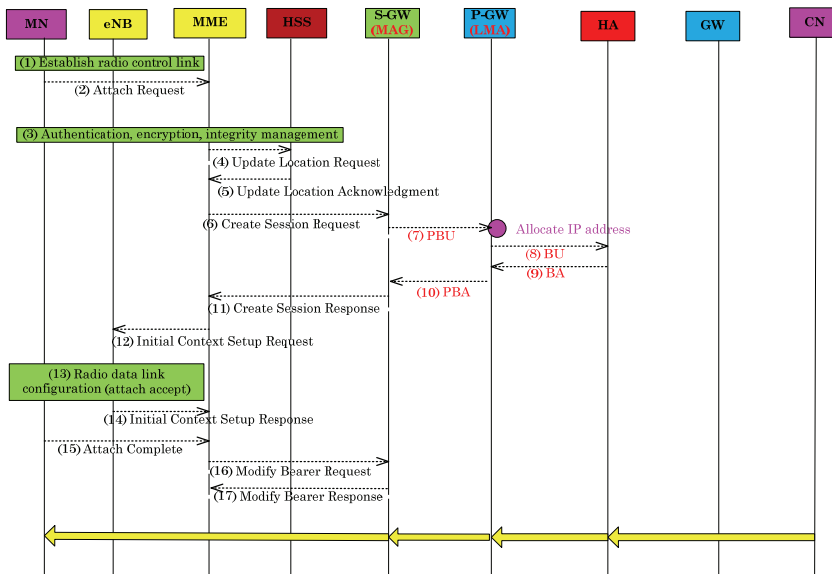 MN
eNB
MME
HSS
S-GW
(MAG)
P-GW
(LMA)
HA
GW
CN
(1) Establish radio control link
(2) Attach Request
(3) Authentication, encryption, integrity management
(4) Update Location Request
(5) Update Location Acknowledgment
(6) Create Session Request
(7) PBU
Allocate IP address
(8) BU
(9) BA
(10) PBA
(11) Create Session Response
(12) Initial Context Setup Request
(13) Radio data link
configuration (attach accept)
(14) Initial Context Setup Response
(15) Attach Complete
(16) Modify Bearer Request
(17) Modify Bearer Response